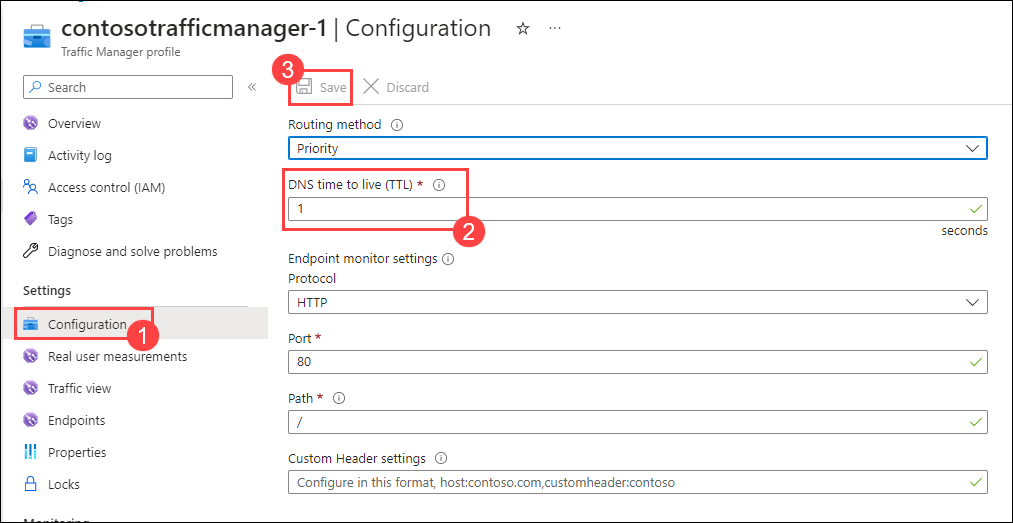 contosotrafficmanager-1 | Configuration
Traffic Manager profile
Search
Overview
Activity log
Access control (IAM)
Tags
Diagnose and solve problems
Settings
Configuration
1
Real user measurements
Traffic view
Endpoints
Properties
Locks
Monitoring
3
Save
Discard
Routing method
Priority
DNS time to live (TTL) *
1
2
seconds
Endpoint monitor settings
Protocol
HTTP
Port *
80
Path *
/
Custom Header settings
Configure in this format, host:contoso.com,customheader:contoso